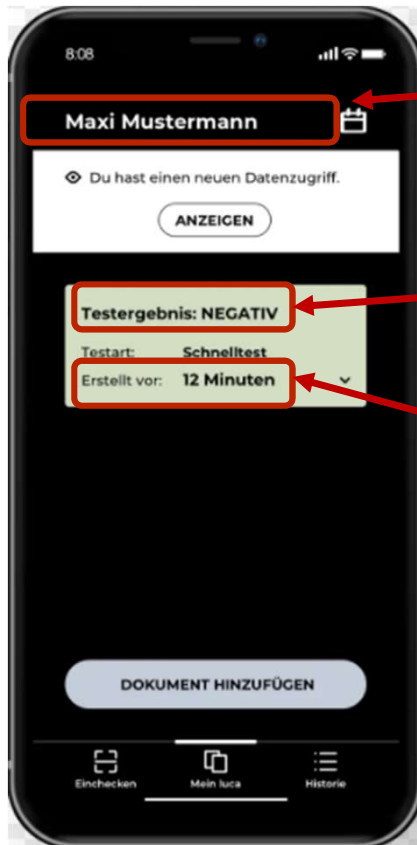 8:08
Maxi Mustermann
Du hast einen neuen Datenzugriff.
ANZEIGEN
Testergebnis: NEGATIV
Testart: Schnelltest
Erstellt vor: 12 Minuten
DOKUMENT HINZUFÜGEN
Einchecken Mein luca Historie